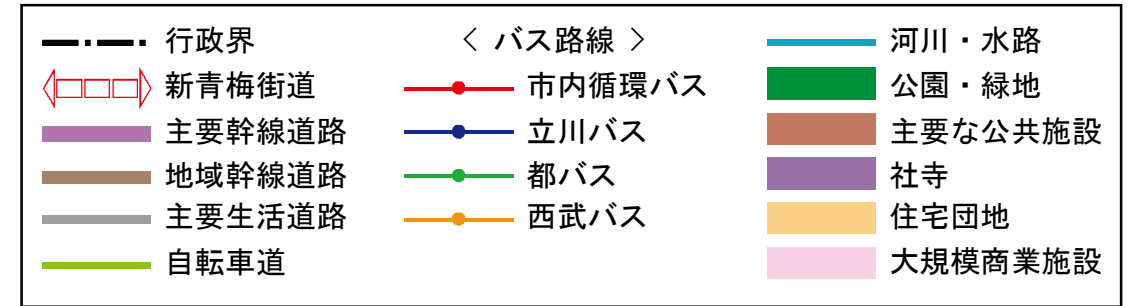 行政界
新青梅街道
主要幹線道路
地域幹線道路
主要生活道路
自転車道
〈 バス路線 〉
市内循環バス
立川バス
都バス
西武バス
河川・水路
公園・緑地
主要な公共施設
社寺
住宅団地
大規模商業施設